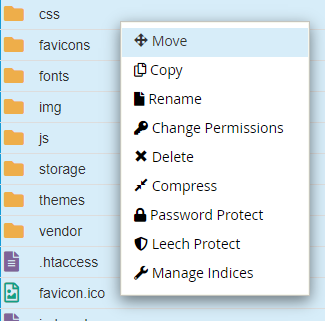 css
favicons
fonts
img
js
storage
themes
vendor
.htaccess
favicon.ico
Move
Copy
Rename
Change Permissions
Delete
Compress
Password Protect
Leech Protect
Manage Indices